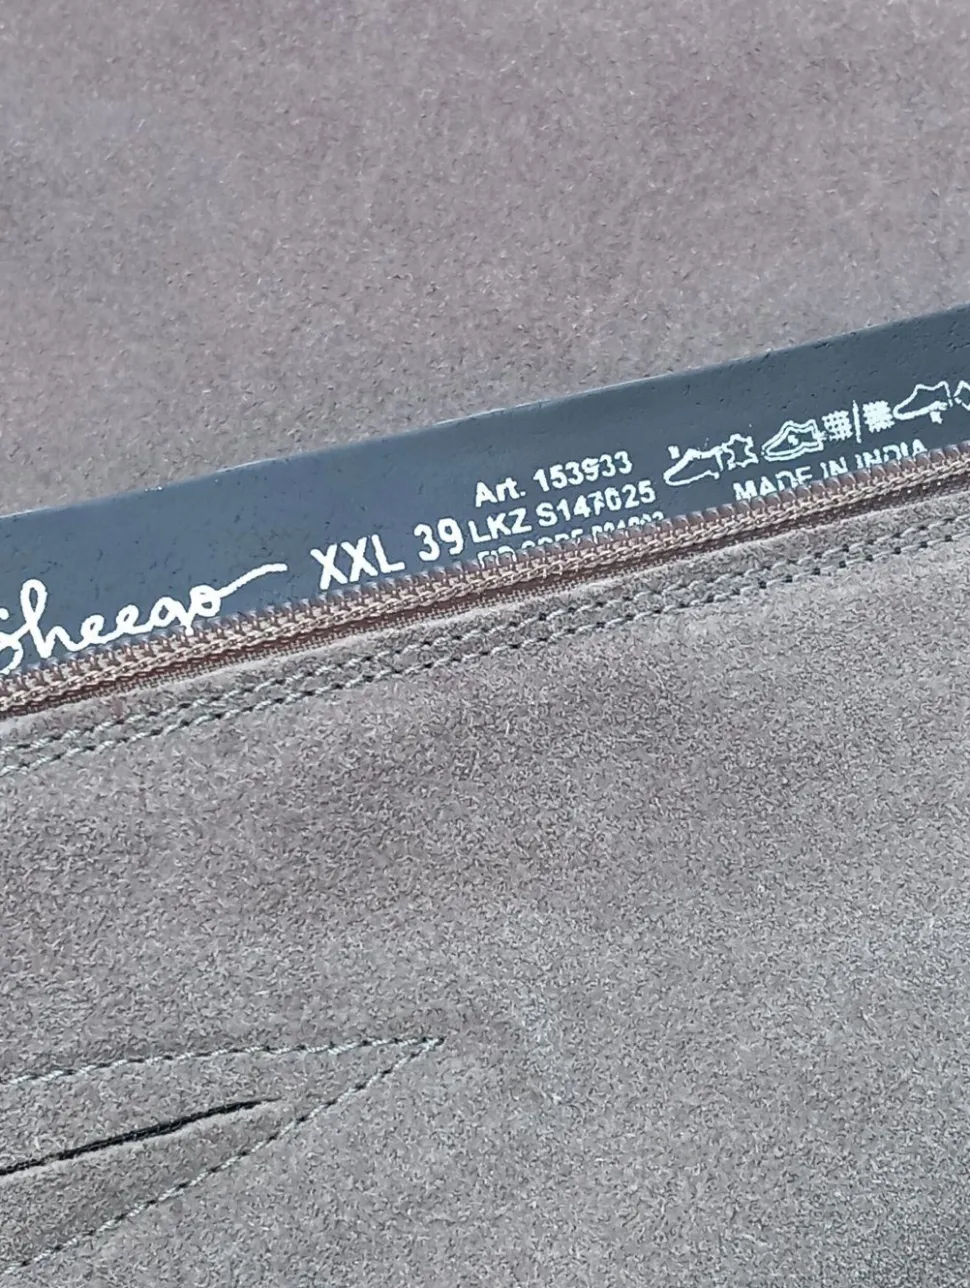 Sheego
XXL 39
Art. 153933
LKZ S147025
MADE IN INDIA